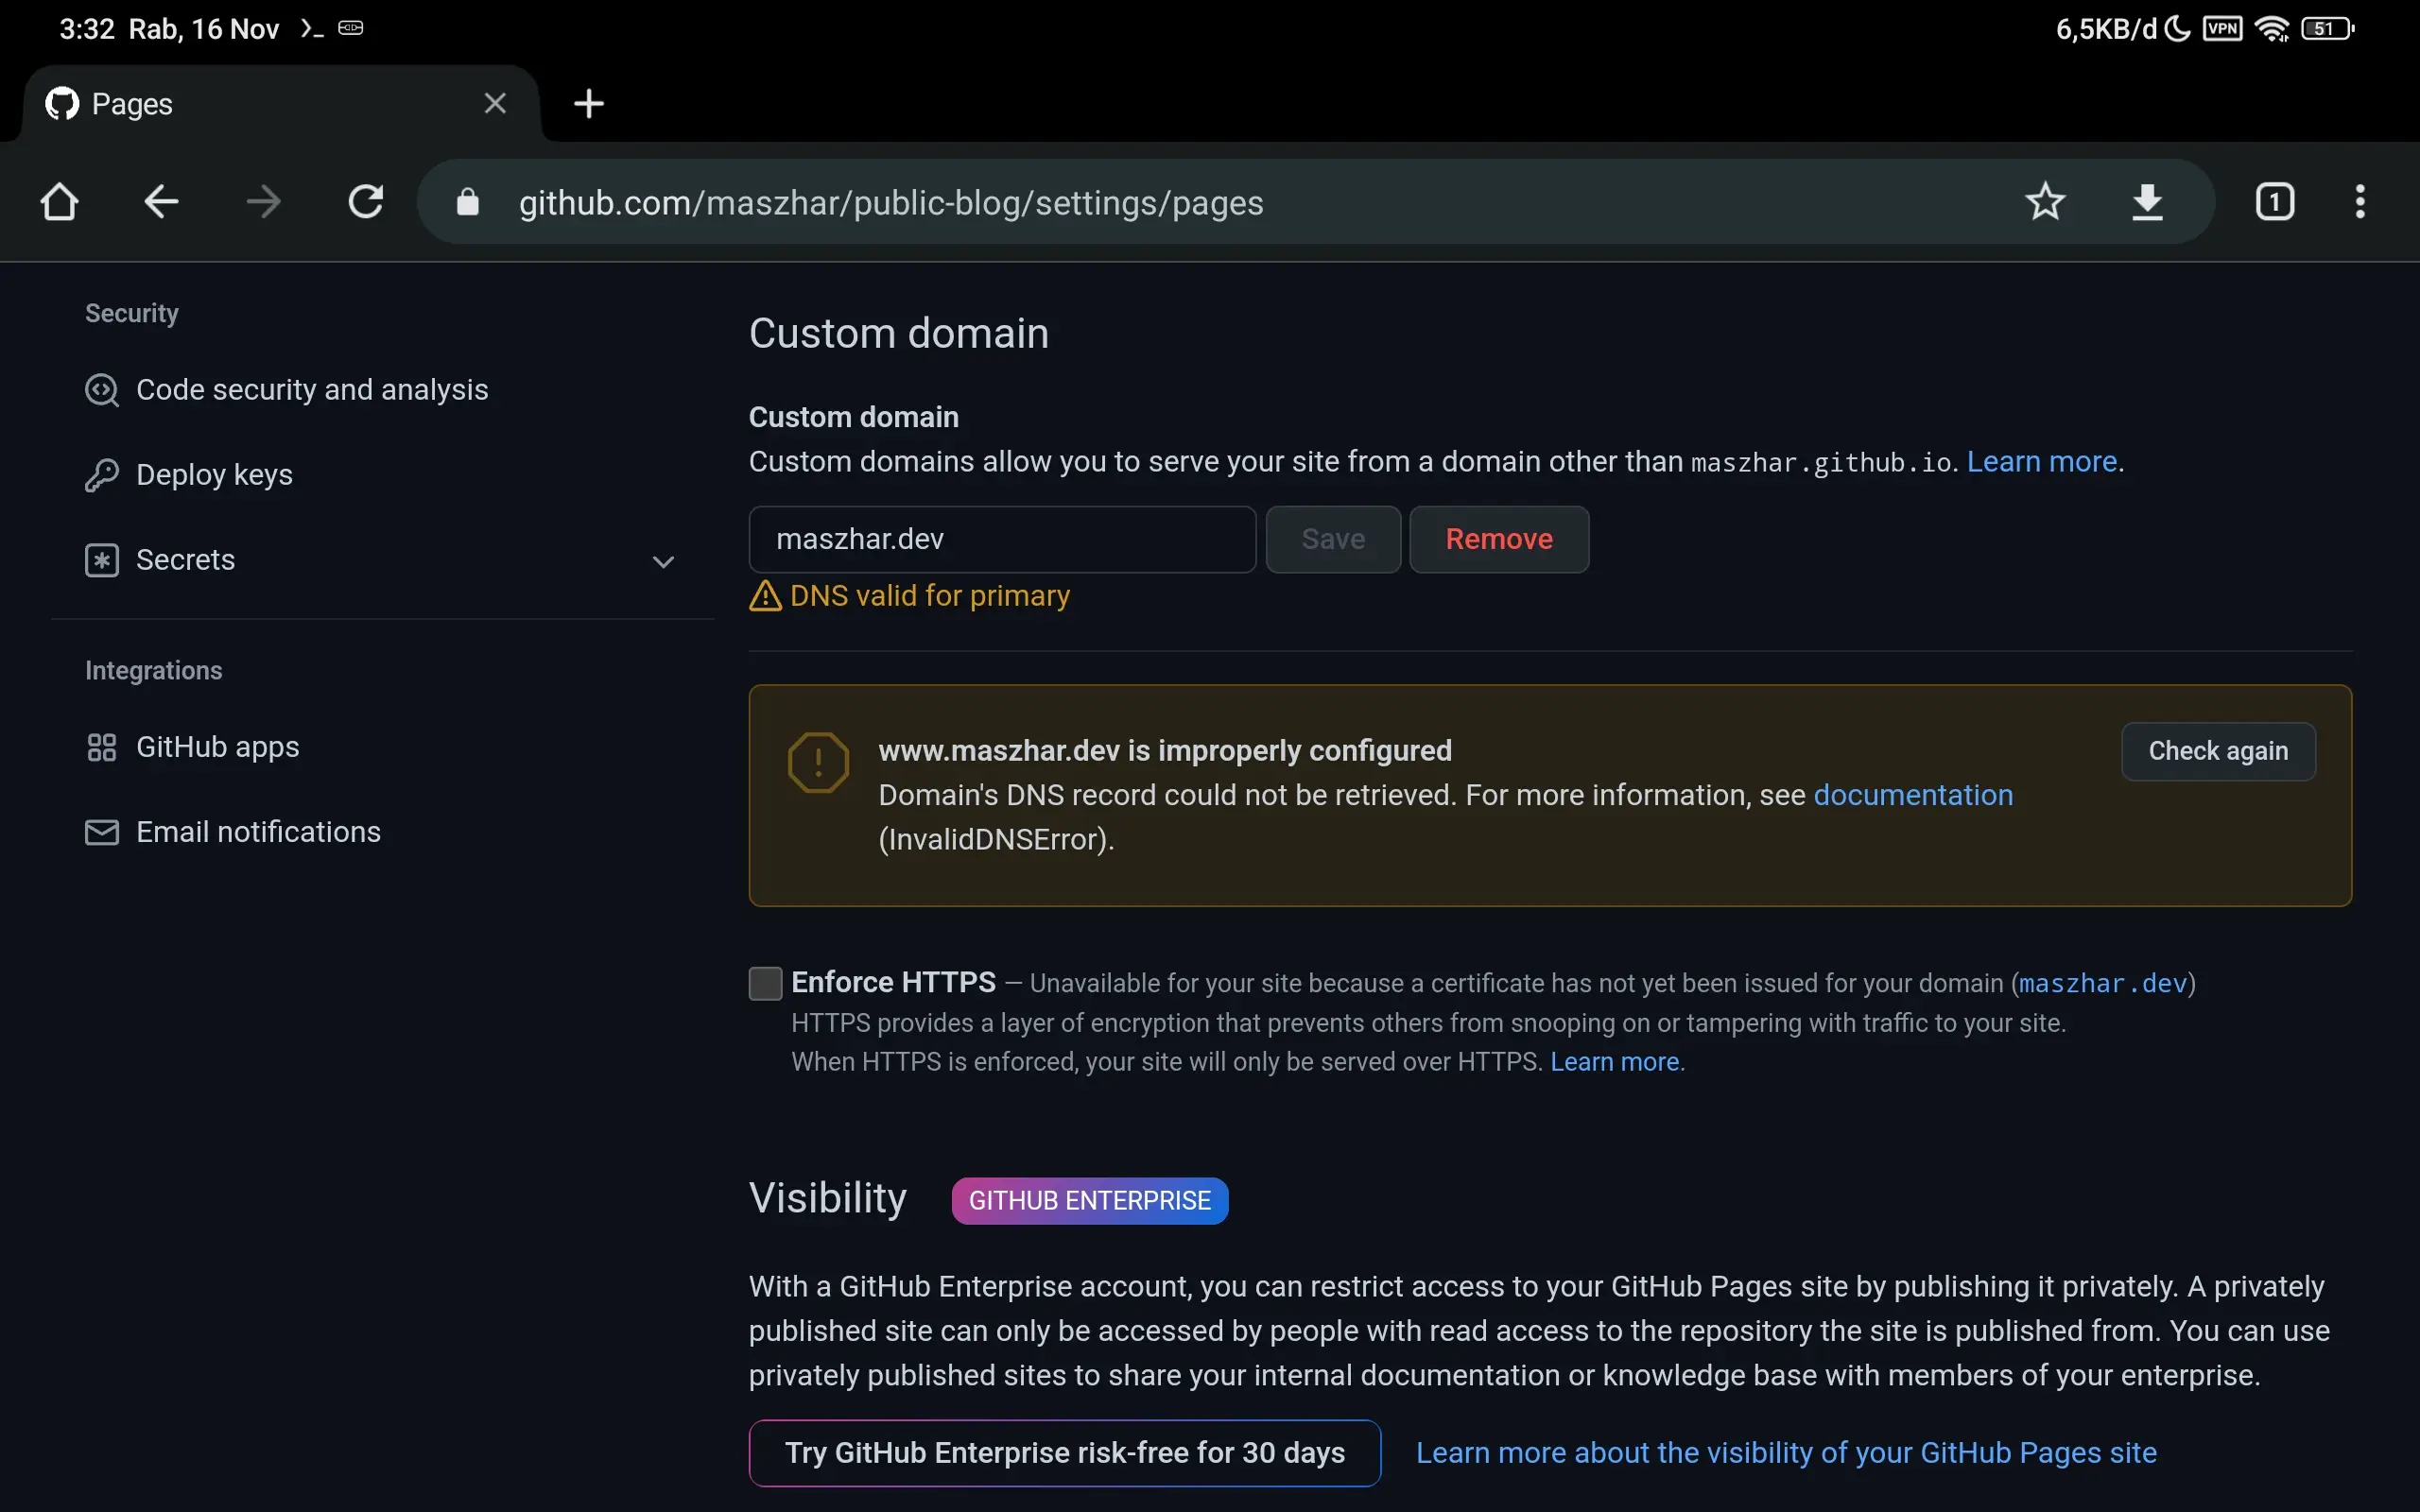 3:32 Rab, 16 Nov
6,5KB/d VPN 51
Pages
github.com/maszhar/public-blog/settings/pages
1
Security
Code security and analysis
Deploy keys
Secrets
Integrations
GitHub apps
Email notifications
Custom domain
Custom domain
Custom domains allow you to serve your site from a domain other than maszhar.github.io. Learn more.
maszhar.dev Save Remove
DNS valid for primary
www.maszhar.dev is improperly configured
Check again
Domain's DNS record could not be retrieved. For more information, see documentation
(InvalidDNSError).
Enforce HTTPS — Unavailable for your site because a certificate has not yet been issued for your domain (maszhar.dev)
HTTPS provides a layer of encryption that prevents others from snooping on or tampering with traffic to your site.
When HTTPS is enforced, your site will only be served over HTTPS. Learn more.
Visibility GITHUB ENTERPRISE
With a GitHub Enterprise account, you can restrict access to your GitHub Pages site by publishing it privately. A privately
published site can only be accessed by people with read access to the repository the site is published from. You can use
privately published sites to share your internal documentation or knowledge base with members of your enterprise.
Try GitHub Enterprise risk-free for 30 days
Learn more about the visibility of your GitHub Pages site